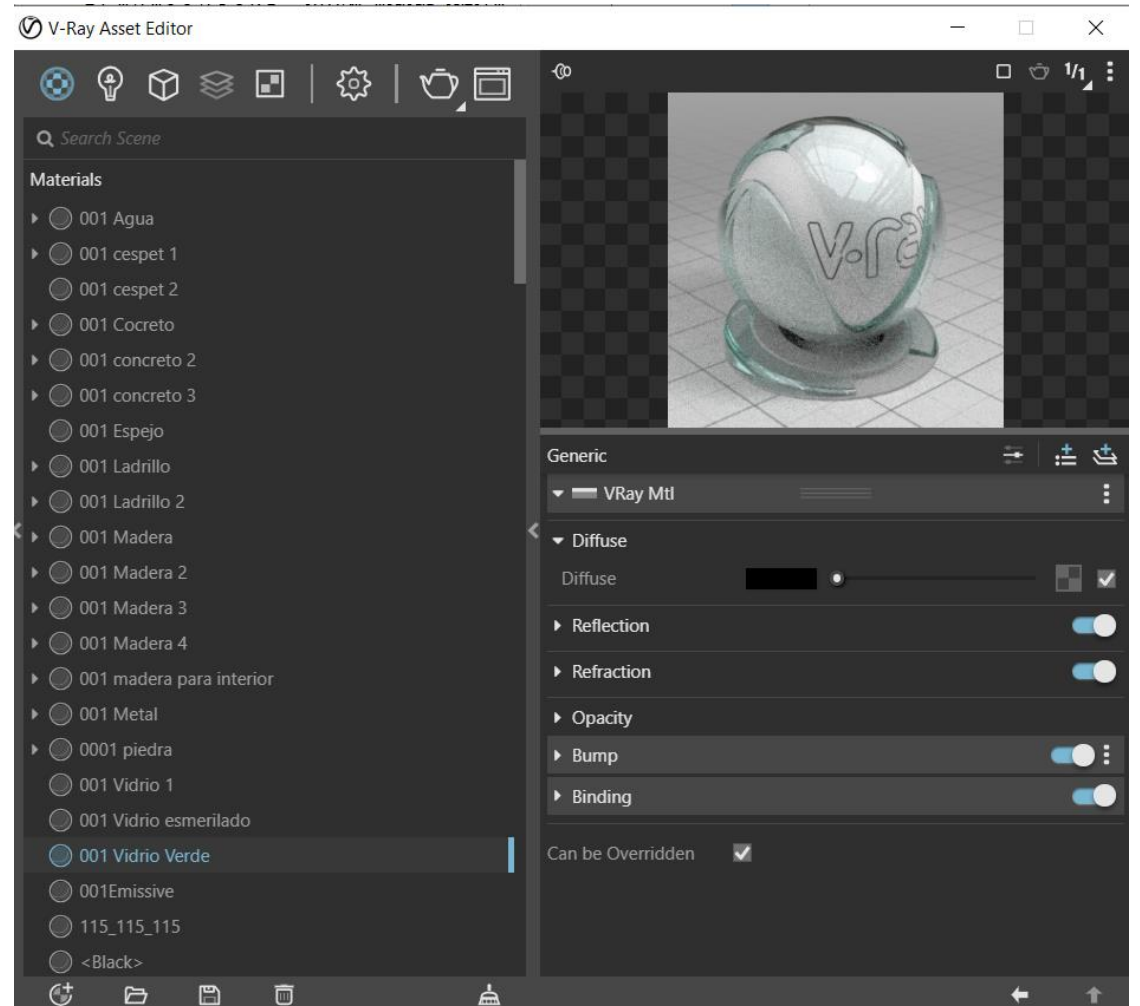 V-Ray Asset Editor
Search Scene
1/1
Materials
001 Agua
001 cespet 1
001 cespet 2
001 Cocreto
001 concreto 2
001 concreto 3
001 Espejo
001 Ladrillo
001 Ladrillo 2
001 Madera
001 Madera 2
001 Madera 3
001 Madera 4
001 madera para interior
001 Metal
0001 piedra
001 Vidrio 1
001 Vidrio esmerilado
001 Vidrio Verde
001Emissive
115_115_115
<Black>
v-ra
Generic
VRay Mtl
Diffuse
Diffuse
Reflection
Refraction
Opacity
Bump
Binding
Can be Overridden